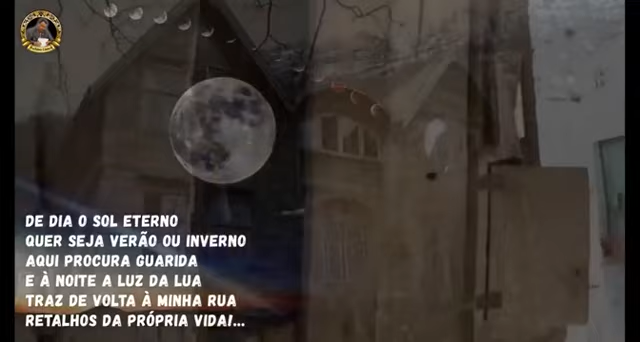 DE DIA O SOL ETERNO
QUER SEJA VERÃO OU INVERNO
AQUI PROCURA GUARIDA
E À NOITE A LUZ DA LUA
TRAZ DE VOLTA À MINHA RUA
RETALHOS DA PRÓPRIA VIDA!...